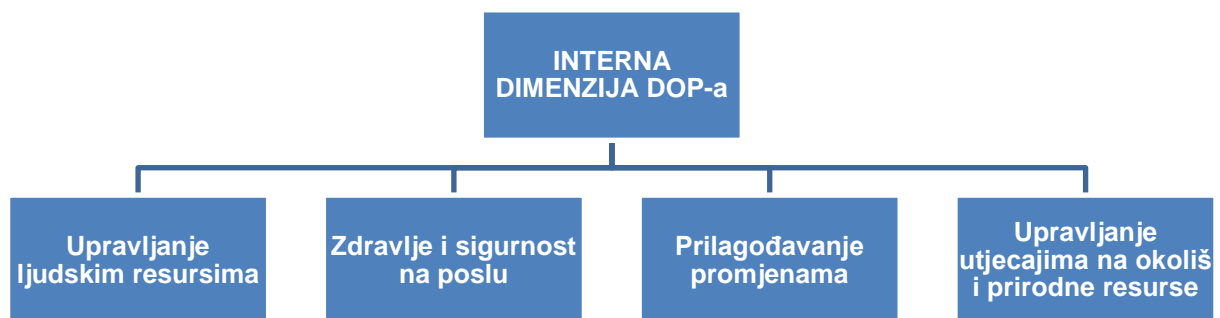 INTERNA
DIMENZIJA DOP-a
Upravljanje
ljudskim resursima
Zdravlje i sigurnost
na poslu
Prilagođavanje
promjenama
Upravljanje
utjecajima na okoliš
i prirodne resurse